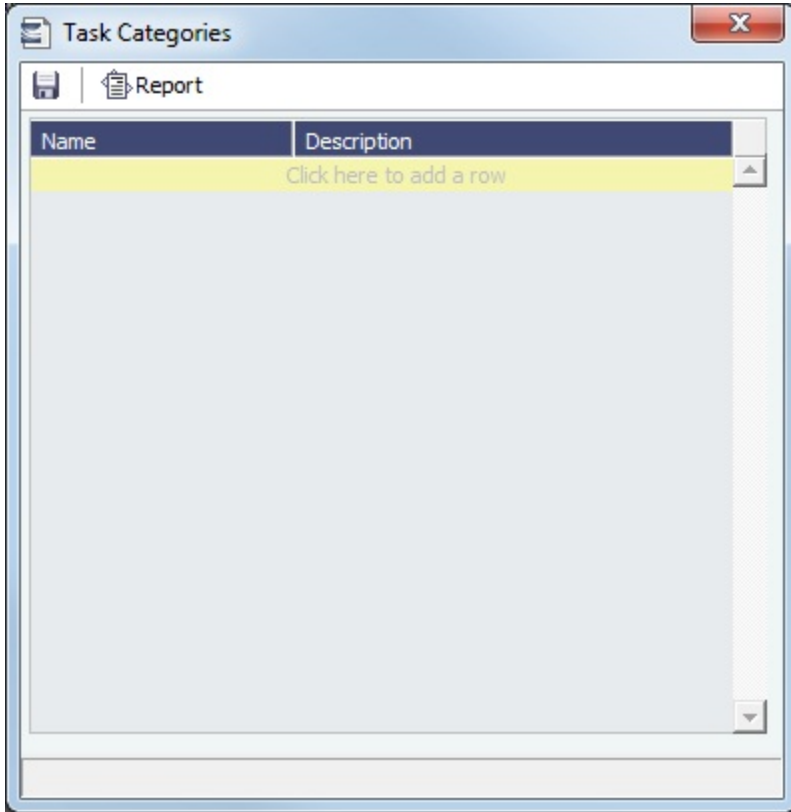 Task Categories
Report
Name Description
Click here to add a row